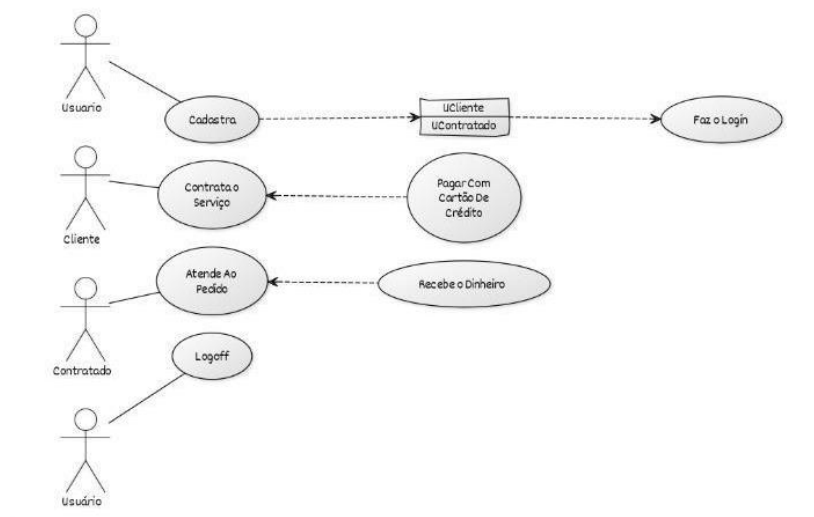 Usuario
Cadastra
UCliente
UContratado
Faz o Login
Cliente
Contrata o
Serviço
Pagar Com
Cartão De
Crédito
Contratado
Atende Ao
Pedido
Recebe o Dinheiro
Logoff
Usuário